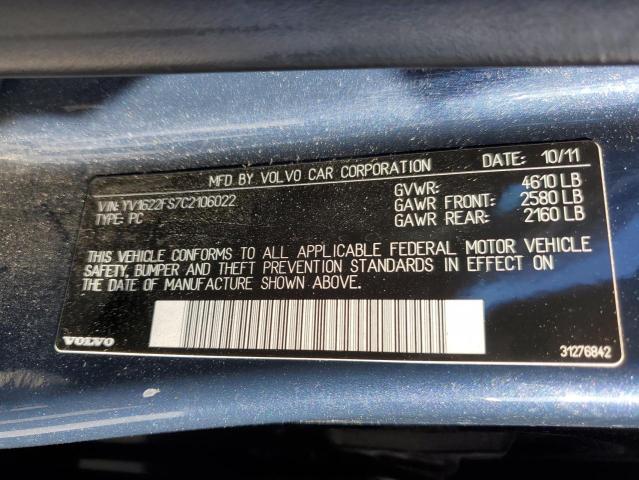 MFD BY VOLVO CAR CORPORATION DATE: 10/11
VIN: YV1622FS7C2106022 GVWR: 4610 LB
TYPE: PC GAWR FRONT: 2580 LB
GAWR REAR: 2160 LB
THIS VEHICLE CONFORMS TO ALL APPLICABLE FEDERAL MOTOR VEHICLE
SAFETY, BUMPER AND THEFT PREVENTION STANDARDS IN EFFECT ON
THE DATE OF MANUFACTURE SHOWN ABOVE.
VOLVO 31276842